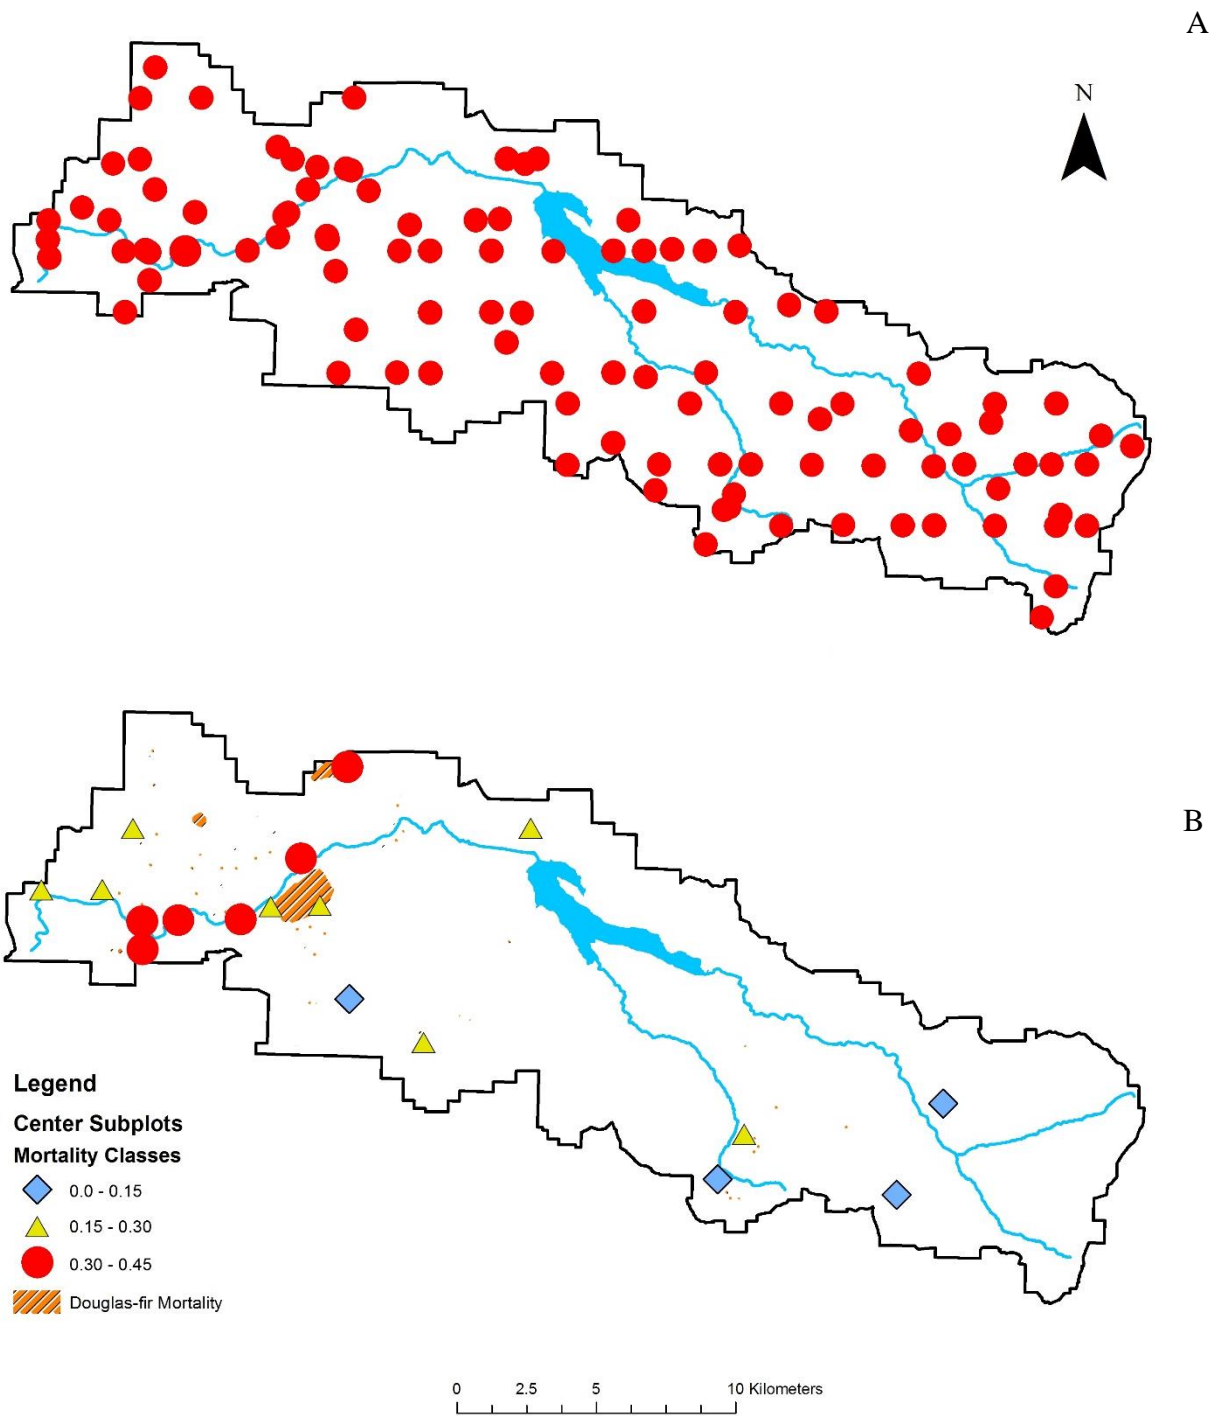 A
N
B
Legend
Center Subplots
Mortality Classes
0.0 - 0.15
0.15 - 0.30
0.30 - 0.45
Douglas-fir Mortality
0 2.5 5 10 Kilometers